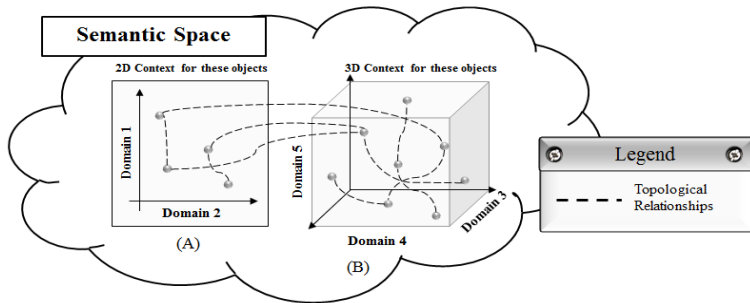 Semantic Space
2D Context for these objects
3D Context for these objects
Domain 1
Domain 2
(A)
Domain 5
Domain 4
Domain 3
(B)
Legend
Topological
Relationships